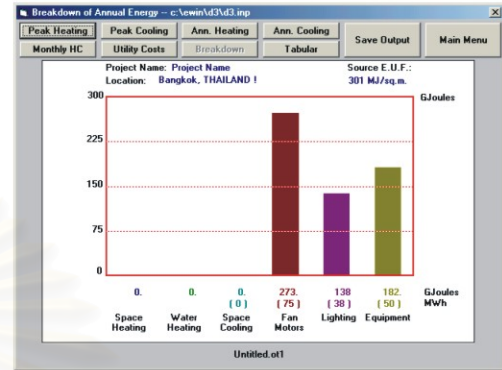 Breakdown of Annual Energy -- c:\ewin\d3\d3.inp
Peak Heating Peak Cooling Ann. Heating Ann. Cooling Save Output Main Menu
Monthly HC Utility Costs Breakdown Tabular
Project Name: Project Name Source E.U.F.:
Location: Bangkok, THAILAND ! 301 MJ/sq.m.
300 GJoules
225
150
75
0
0. 0. 0. 273. 138 182. GJoules
( 0 ) ( 75 ) ( 38 ) ( 50 ) MWh
Space Water Space Fan Lighting Equipment
Heating Heating Cooling Motors
Untitled.ot1